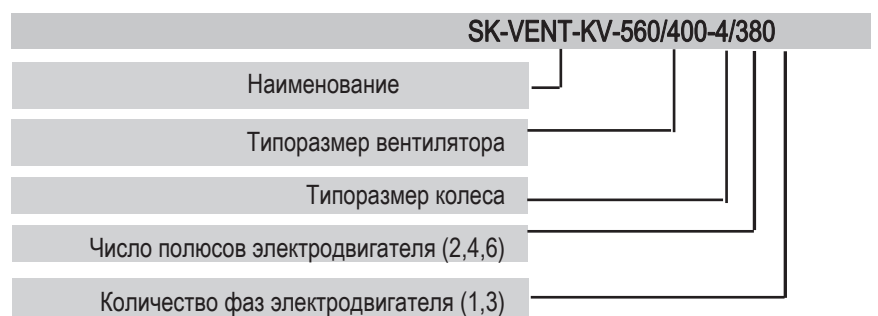 SK-VENT-KV-560/400-4/380
Наименование
Типоразмер вентилятора
Типоразмер колеса
Число полюсов электродвигателя (2,4,6)
Количество фаз электродвигателя (1,3)